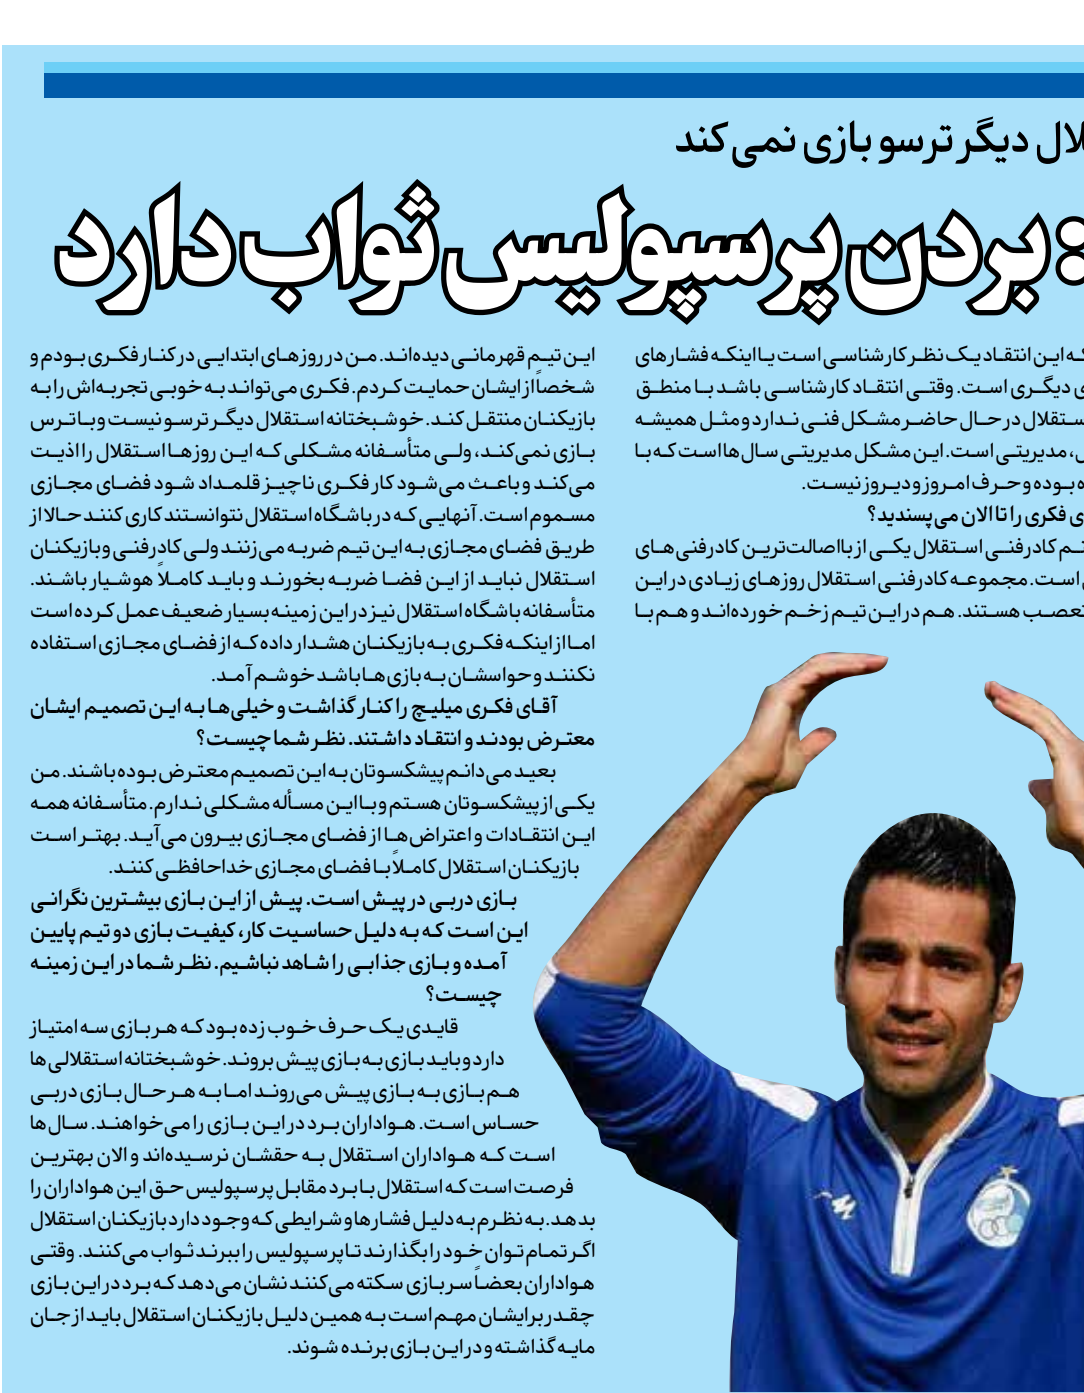 دیگر ترسو بازی نمی‌کند
: بردن پرسپولیس ثواب دارد
که این انتقاد یک نظر کارشناسی است یا اینکه فشارهای
دیگری است. وقتی انتقاد کارشناسی باشد با منطق
استقلال در حال حاضر مشکل فنی ندارد و مثل همیشه
، مدیریتی است. این مشکل مدیریتی سال‌ها است که با
بوده و حرف امروز و دیروز نیست.
فکری را تا الان می‌پسندید؟
کادرفنی استقلال یکی از بااصالت‌ترین کادرفنی‌های
است. مجموعه کادرفنی استقلال روزهای زیادی در این
تعصب هستند. هم در این تیم زخم خورده‌اند و هم با
این تیم قهرمانی دیده‌اند. من در روزهای ابتدایی در کنار فکری بودم و
شخصاً از ایشان حمایت کردم. فکری می‌تواند به خوبی تجربه‌اش را به
بازیکنان منتقل کند. خوشبختانه استقلال دیگر ترسو نیست و با ترس
بازی نمی‌کند، ولی متأسفانه مشکلی که این روزها استقلال را اذیت
می‌کند و باعث می‌شود کار فکری ناچیز قلمداد شود فضای مجازی
مسموم است. آنهایی که در باشگاه استقلال نتوانستند کاری کنند حالا از
طریق فضای مجازی به این تیم ضربه می‌زنند ولی کادرفنی و بازیکنان
استقلال نباید از این فضا ضربه بخورند و باید کاملاً هوشیار باشند.
متأسفانه باشگاه استقلال نیز در این زمینه بسیار ضعیف عمل کرده است
اما از اینکه فکری به بازیکنان هشدار داده که از فضای مجازی استفاده
نکنند و حواسشان به بازی‌ها باشد خوشم آمد.
آقای فکری میلیچ را کنار گذاشت و خیلی‌ها به این تصمیم ایشان
معترض بودند و انتقاد داشتند. نظر شما چیست؟
بعید می‌دانم پیشکسوتان به این تصمیم معترض بوده باشند. من
یکی از پیشکسوتان هستم و با این مسأله مشکلی ندارم. متأسفانه همه
این انتقادات و اعتراض‌ها از فضای مجازی بیرون می‌آید. بهتر است
بازیکنان استقلال کاملاً با فضای مجازی خداحافظی کنند.
بازی دربی در پیش است. پیش از این بازی بیشترین نگرانی
این است که به دلیل حساسیت کار، کیفیت بازی دو تیم پایین
آمده و بازی جذابی را شاهد نباشیم. نظر شما در این زمینه
چیست؟
قایدی یک حرف خوب زده بود که هر بازی سه امتیاز
دارد و باید بازی به بازی پیش بروند. خوشبختانه استقلالی‌ها
هم بازی به بازی پیش می‌روند اما به هر حال بازی دربی
حساس است. هواداران برد در این بازی را می‌خواهند. سال‌ها
است که هواداران استقلال به حقشان نرسیده‌اند و الان بهترین
فرصت است که استقلال با برد مقابل پرسپولیس حق این هواداران را
بدهد. به نظرم به دلیل فشارها و شرایطی که وجود دارد بازیکنان استقلال
اگر تمام توان خود را بگذارند تا پرسپولیس را ببرند ثواب می‌کنند. وقتی
هواداران بعضاً سر بازی سکته می‌کنند نشان می‌دهد که برد در این بازی
چقدر برایشان مهم است به همین دلیل بازیکنان استقلال باید از جان
مایه گذاشته و در این بازی برنده شوند.